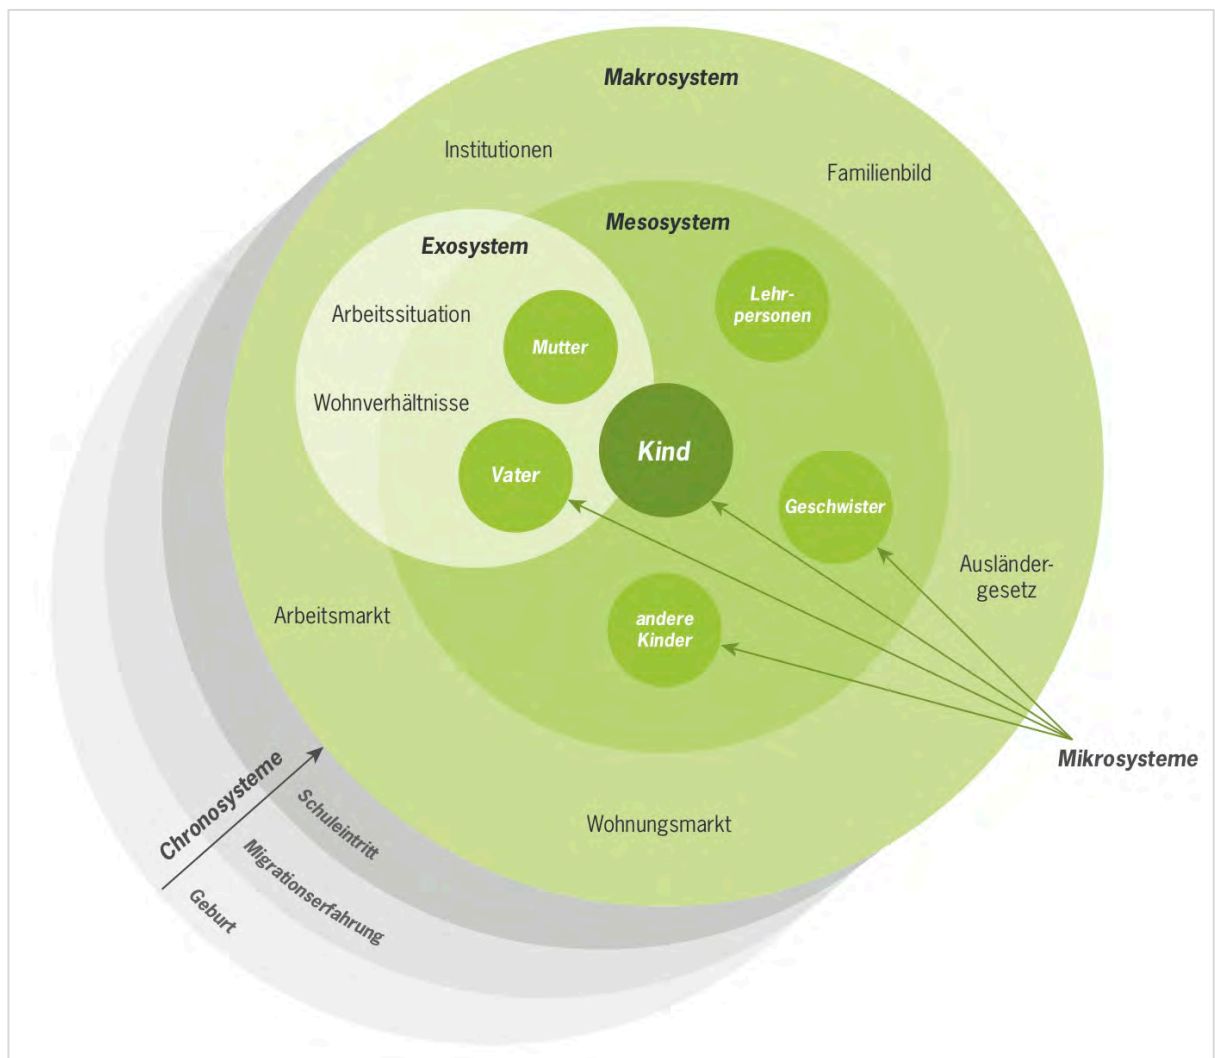 Makrosystem
Institutionen
Familienbild
Mesosystem
Exosystem
Lehr-
personen
Arbeitssituation
Mutter
Wohnverhältnisse
Kind
Vater
Geschwister
Ausländer-
gesetz
Arbeitsmarkt
andere
Kinder
Mikrosysteme
Chronosysteme
Schuleintritt
Wohnungsmarkt
Migrationserfahrung
Geburt